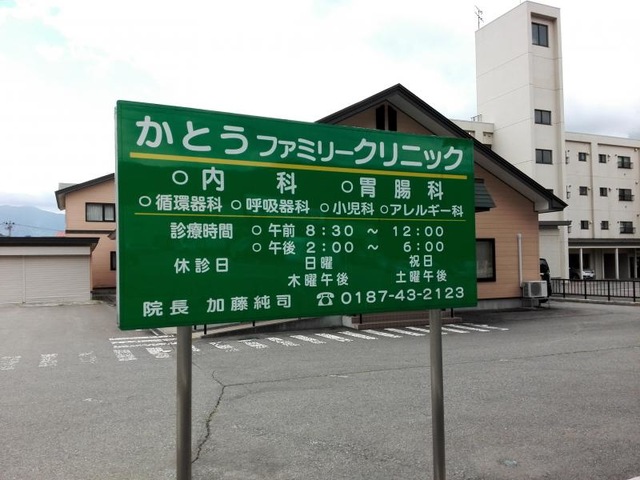 かとうファミリークリニック
○内科 ○胃腸科
○循環器科 ○呼吸器科 ○小児科 ○アレルギー科
診療時間 ○午前 8:30 ～ 12:00
○午後 2:00 ～ 6:00
休診日 日曜 祝日
木曜午後 土曜午後
院長 加藤純司 ☎0187-43-2123